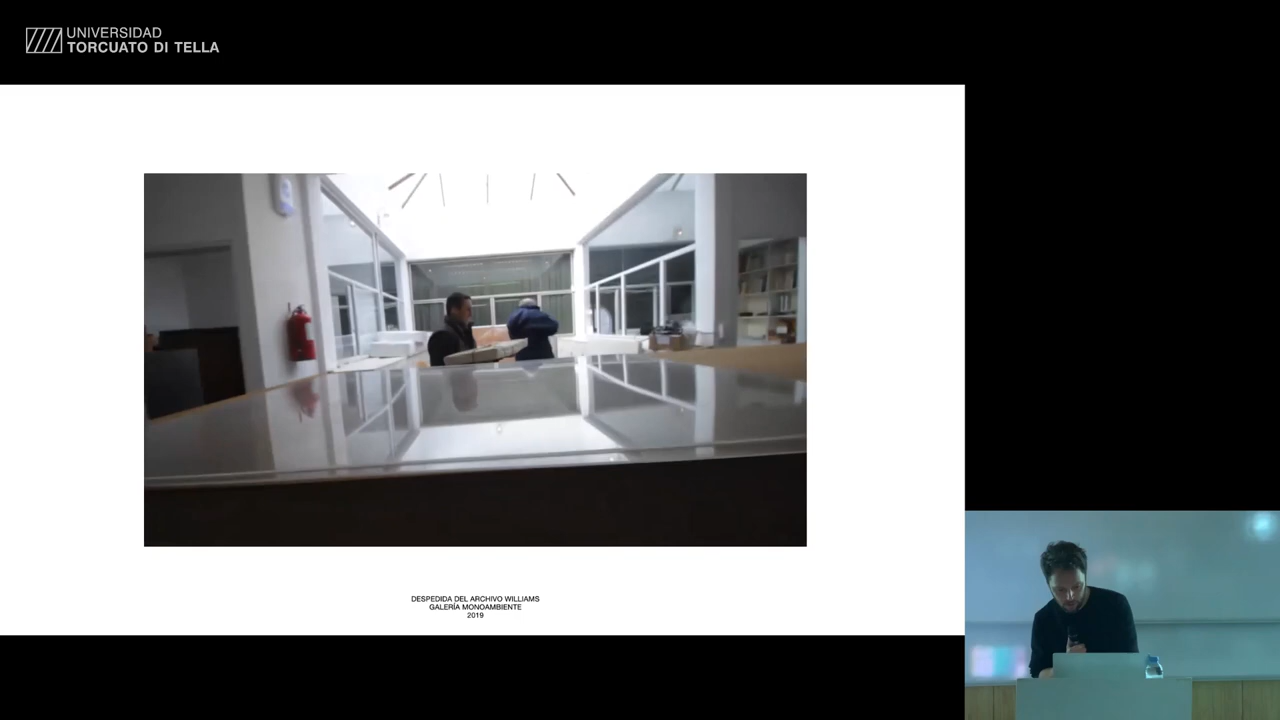 UNIVERSIDAD
TORCUATO DI TELLA
DESPEDIDA DEL ARCHIVO WILLIAMS
GALERÍA MONOAMBIENTE
2019